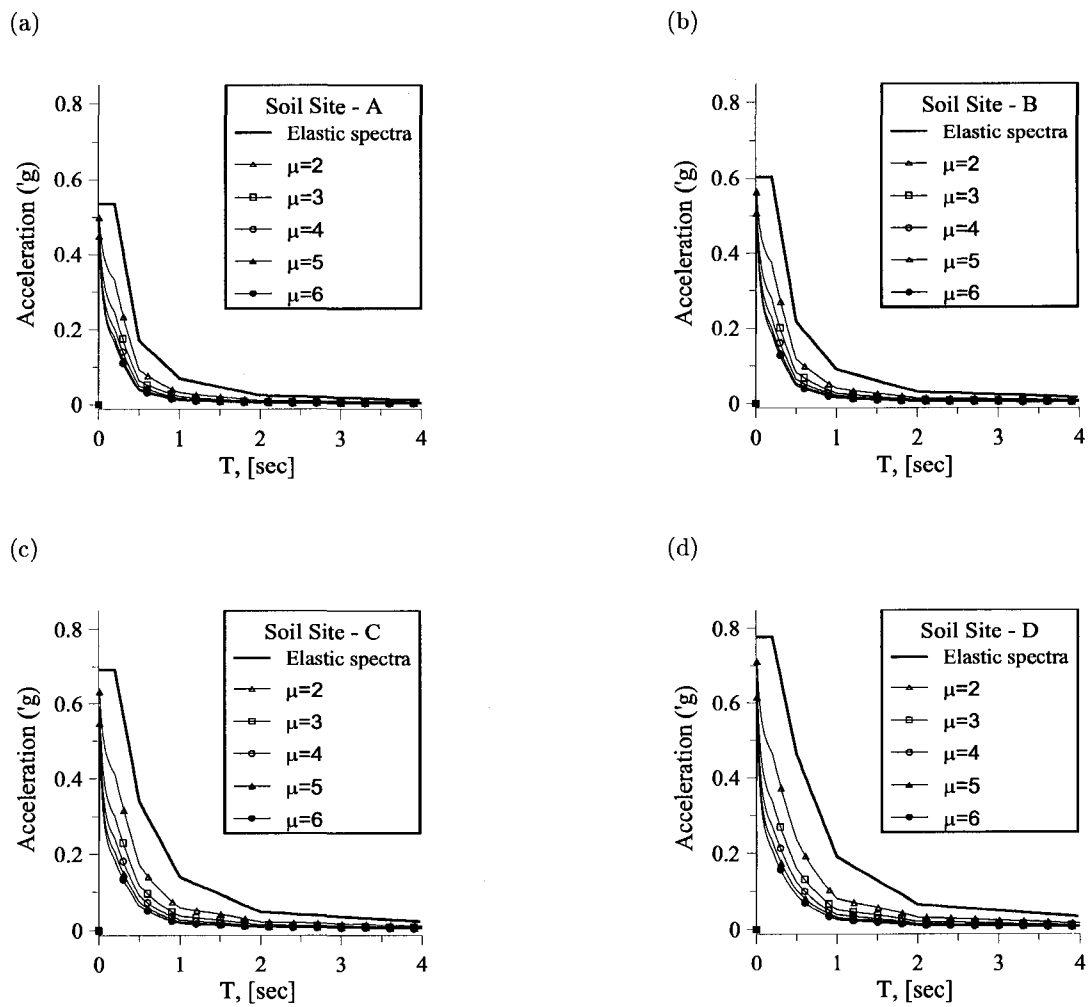 (a)
Soil Site - A
Elastic spectra
μ=2
μ=3
μ=4
μ=5
μ=6
Acceleration ('g)
0.8
0.6
0.4
0.2
0
0 1 2 3 4
T, [sec]
(b)
Soil Site - B
Elastic spectra
μ=2
μ=3
μ=4
μ=5
μ=6
Acceleration ('g)
0.8
0.6
0.4
0.2
0
0 1 2 3 4
T, [sec]
(c)
Soil Site - C
Elastic spectra
μ=2
μ=3
μ=4
μ=5
μ=6
Acceleration ('g)
0.8
0.6
0.4
0.2
0
0 1 2 3 4
T, [sec]
(d)
Soil Site - D
Elastic spectra
μ=2
μ=3
μ=4
μ=5
μ=6
Acceleration ('g)
0.8
0.6
0.4
0.2
0
0 1 2 3 4
T, [sec]